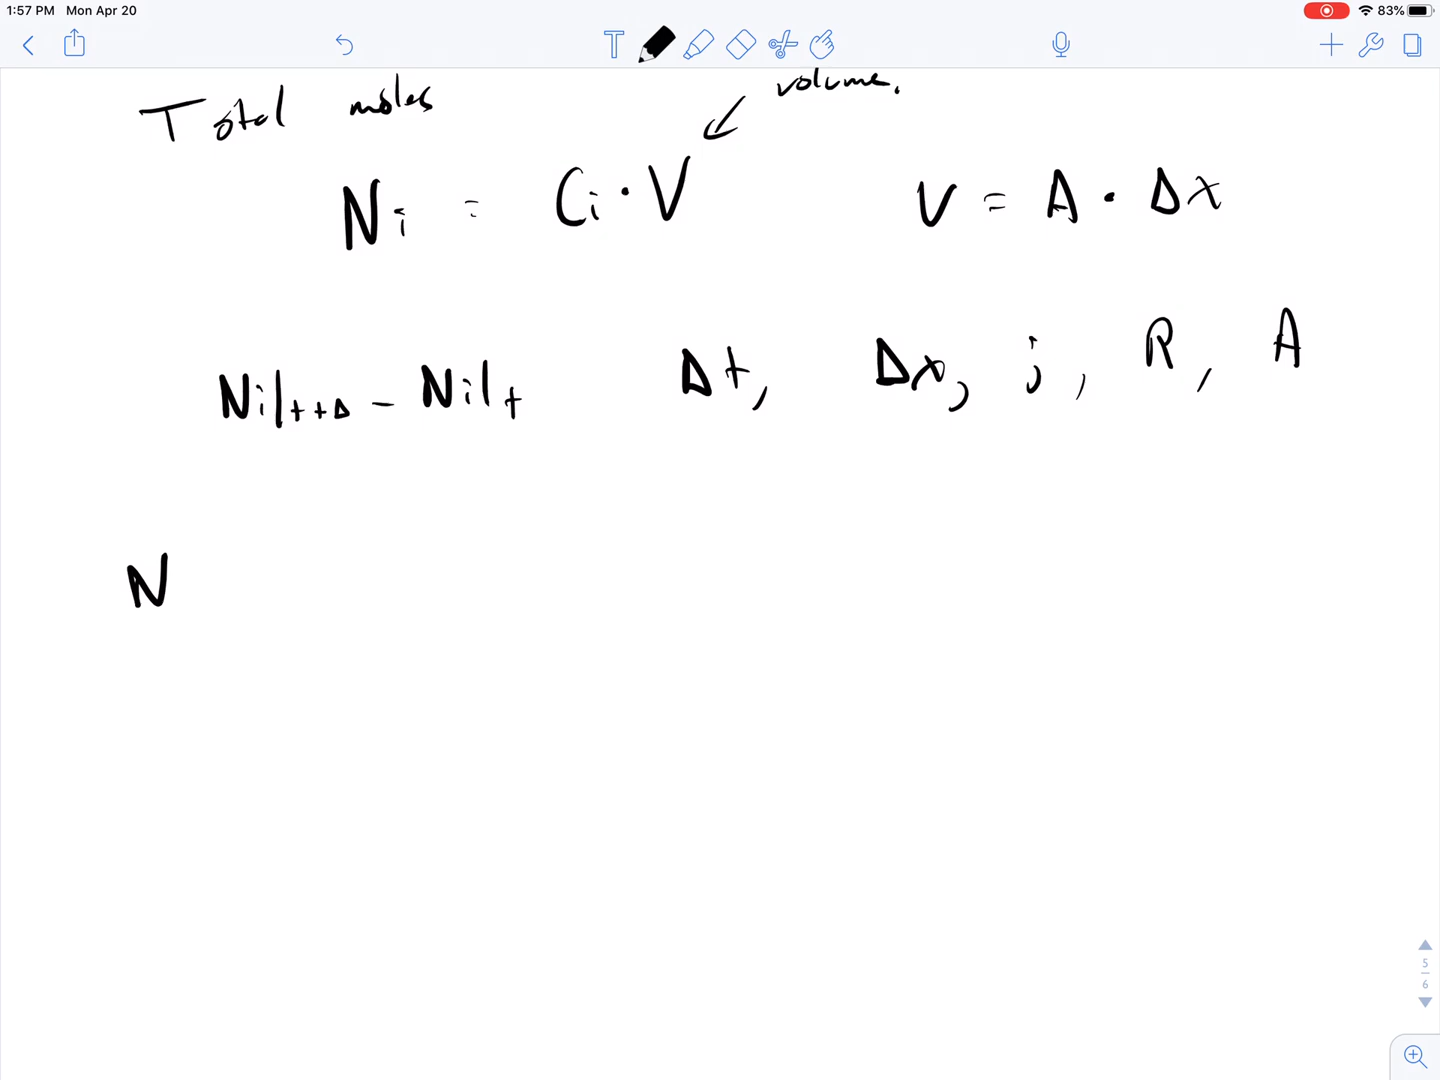 1:57 PM Mon Apr 20
83%
T
volume.
Total moles
Ni = Ci · V
V = A · Δx
Ni|t+Δ - Ni|t Δt, Δx, j, R, A
N
5
6